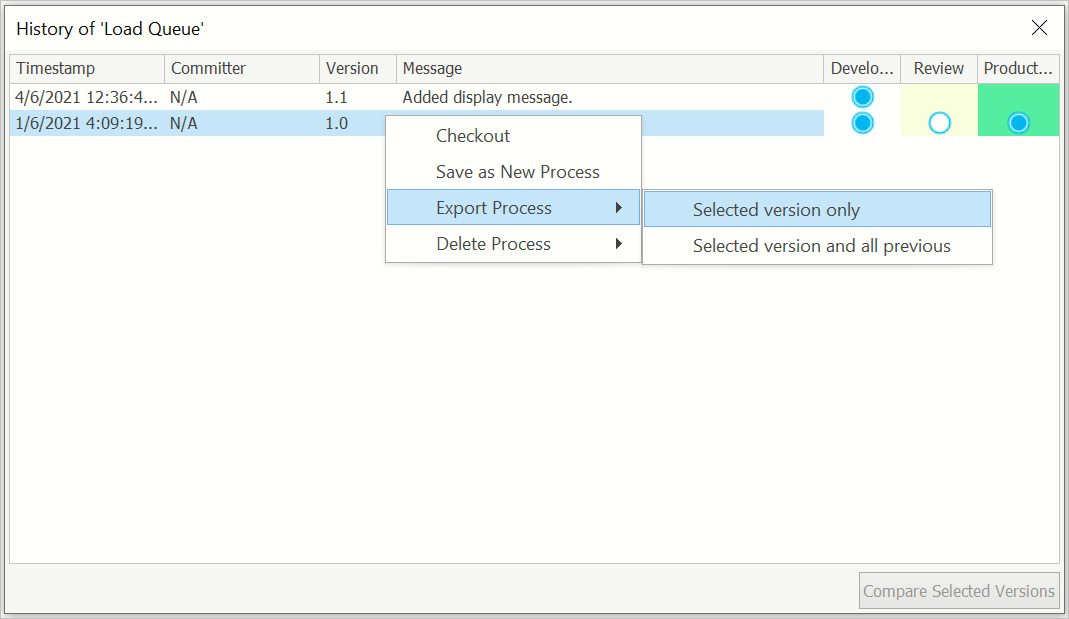 History of 'Load Queue'
Timestamp Committer Version Message Develo... Review Product...
4/6/2021 12:36:4... N/A 1.1 Added display message.
1/6/2021 4:09:19... N/A 1.0
Checkout
Save as New Process
Export Process
Selected version only
Delete Process
Selected version and all previous
Compare Selected Versions